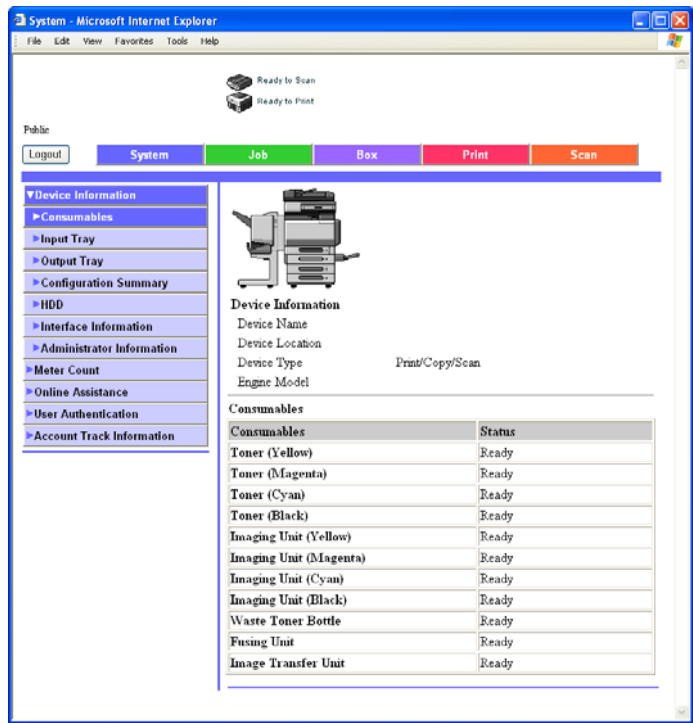 System - Microsoft Internet Explorer
File Edit View Favorites Tools Help
Ready to Scan
Ready to Print
Public
Logout System Job Box Print Scan
▼Device Information
►Consumables
►Input Tray
►Output Tray
►Configuration Summary
►HDD
►Interface Information
►Administrator Information
►Meter Count
►Online Assistance
►User Authentication
►Account Track Information
Device Information
Device Name
Device Location
Device Type Print/Copy/Scan
Engine Model
Consumables
Consumables Status
Toner (Yellow) Ready
Toner (Magenta) Ready
Toner (Cyan) Ready
Toner (Black) Ready
Imaging Unit (Yellow) Ready
Imaging Unit (Magenta) Ready
Imaging Unit (Cyan) Ready
Imaging Unit (Black) Ready
Waste Toner Bottle Ready
Fusing Unit Ready
Image Transfer Unit Ready